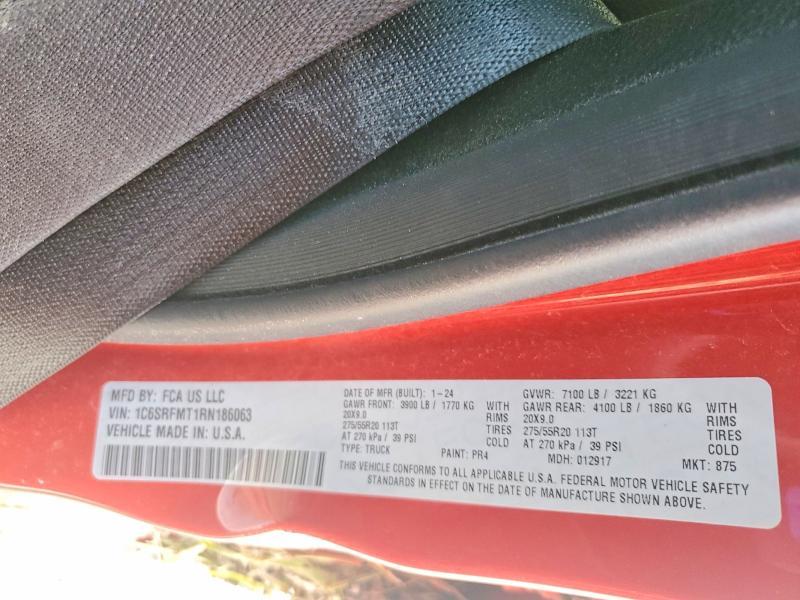 MFD BY: FCA US LLC
VIN: 1C6SRFMT1RN186063
VEHICLE MADE IN: U.S.A.
DATE OF MFR (BUILT): 1-24
GAWR FRONT: 3900 LB / 1770 KG WITH
20X9.0 RIMS
275/55R20 113T TIRES
AT 270 kPa / 39 PSI COLD
TYPE: TRUCK PAINT: PR4
GVWR: 7100 LB / 3221 KG
GAWR REAR: 4100 LB / 1860 KG WITH
20X9.0 RIMS
275/55R20 113T TIRES
AT 270 kPa / 39 PSI COLD
MDH: 012917 MKT: 875
THIS VEHICLE CONFORMS TO ALL APPLICABLE U.S.A. FEDERAL MOTOR VEHICLE SAFETY
STANDARDS IN EFFECT ON THE DATE OF MANUFACTURE SHOWN ABOVE.